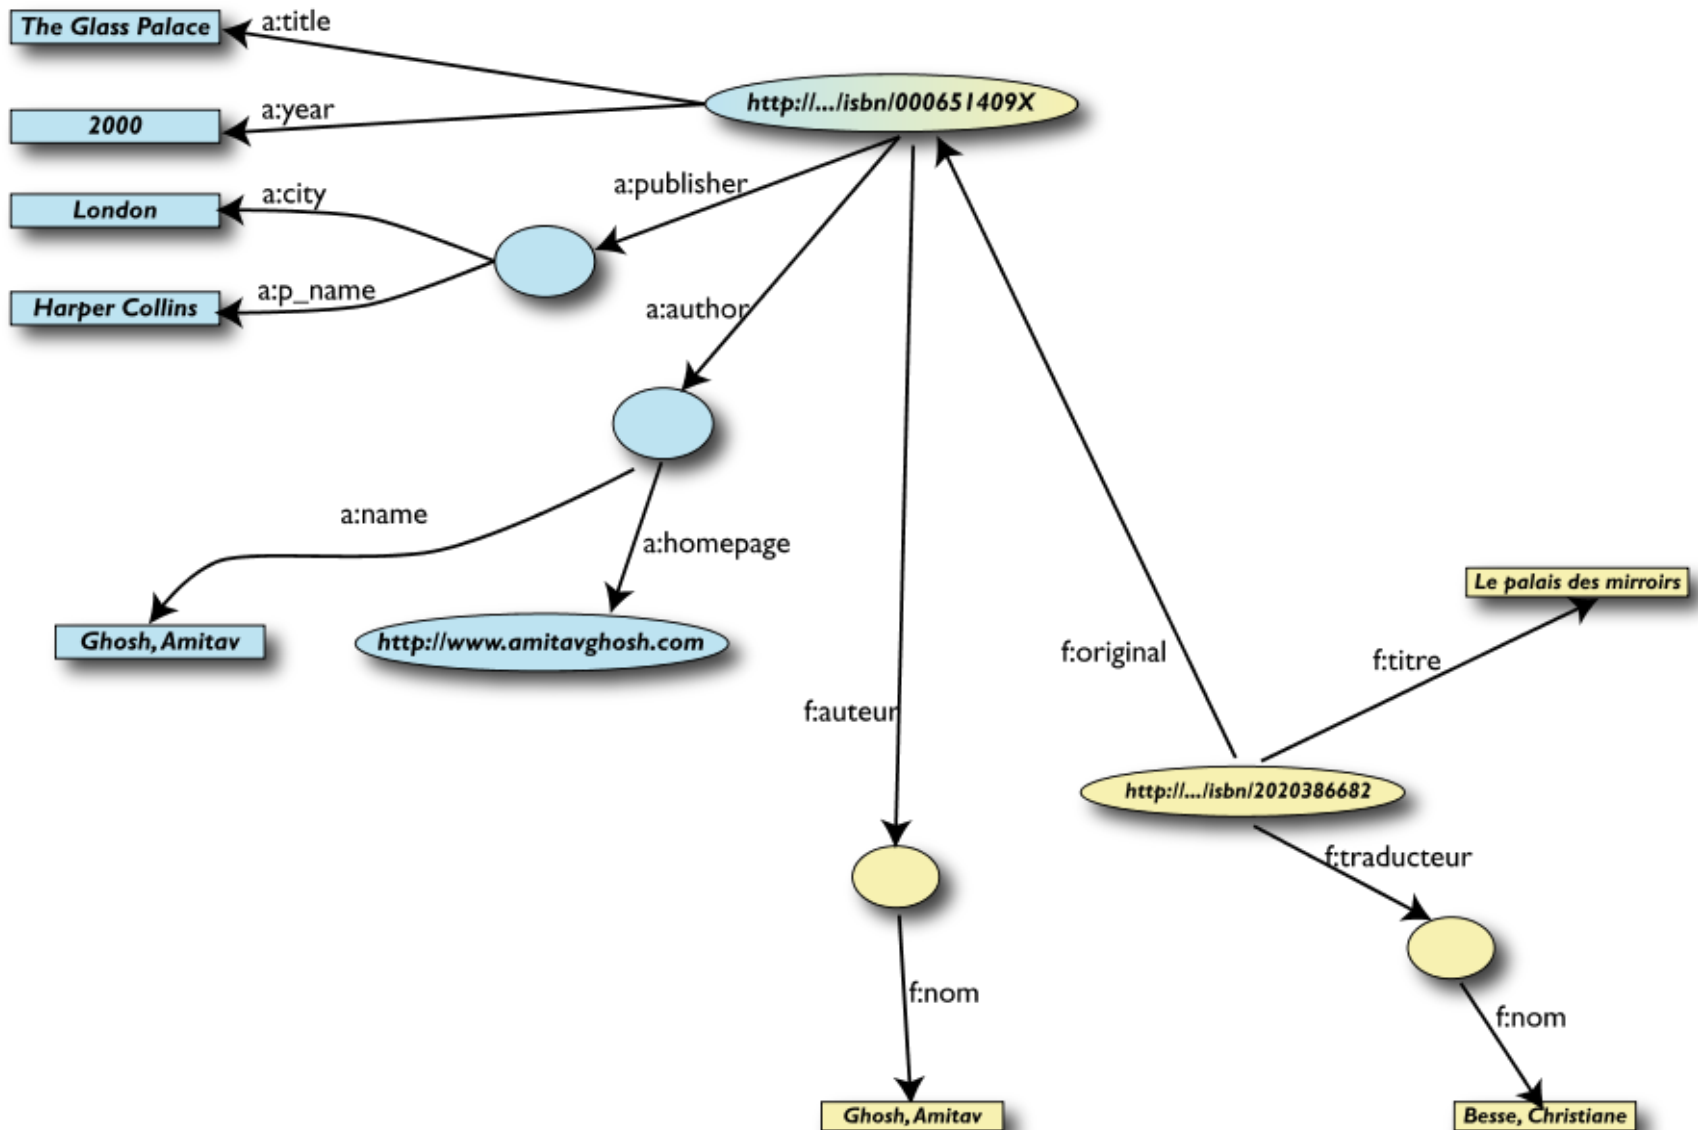 The Glass Palace
a:title
http://.../isbn/000651409X
a:year
2000
a:publisher
a:city
London
a:p_name
Harper Collins
a:author
a:name
a:homepage
Le palais des mirroirs
Ghosh, Amitav
http://www.amitavghosh.com
f:original
f:titre
f:auteur
http://.../isbn/2020386682
f:traducteur
f:nom
f:nom
Ghosh, Amitav
Besse, Christiane